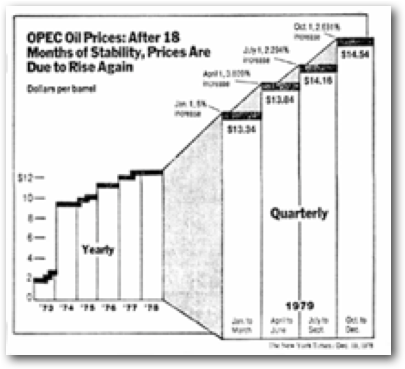 OPEC Oil Prices: After 18
Months of Stability, Prices Are
Due to Rise Again
Dollars per barrel
Oct. 1, 2.691%
increase
July 1, 2.294%
increase
April 1, 3.809%
increase
Jan. 1, 5%
increase
$14.54
$14.16
$13.84
$13.34
$12
10
8
6
4
2
0
Yearly
Quarterly
'73 '74 '75 '76 '77 '78
1979
Jan. to
March
April to
June
July to
Sept.
Oct. to
Dec.
The New York Times / Dec. 18, 1978